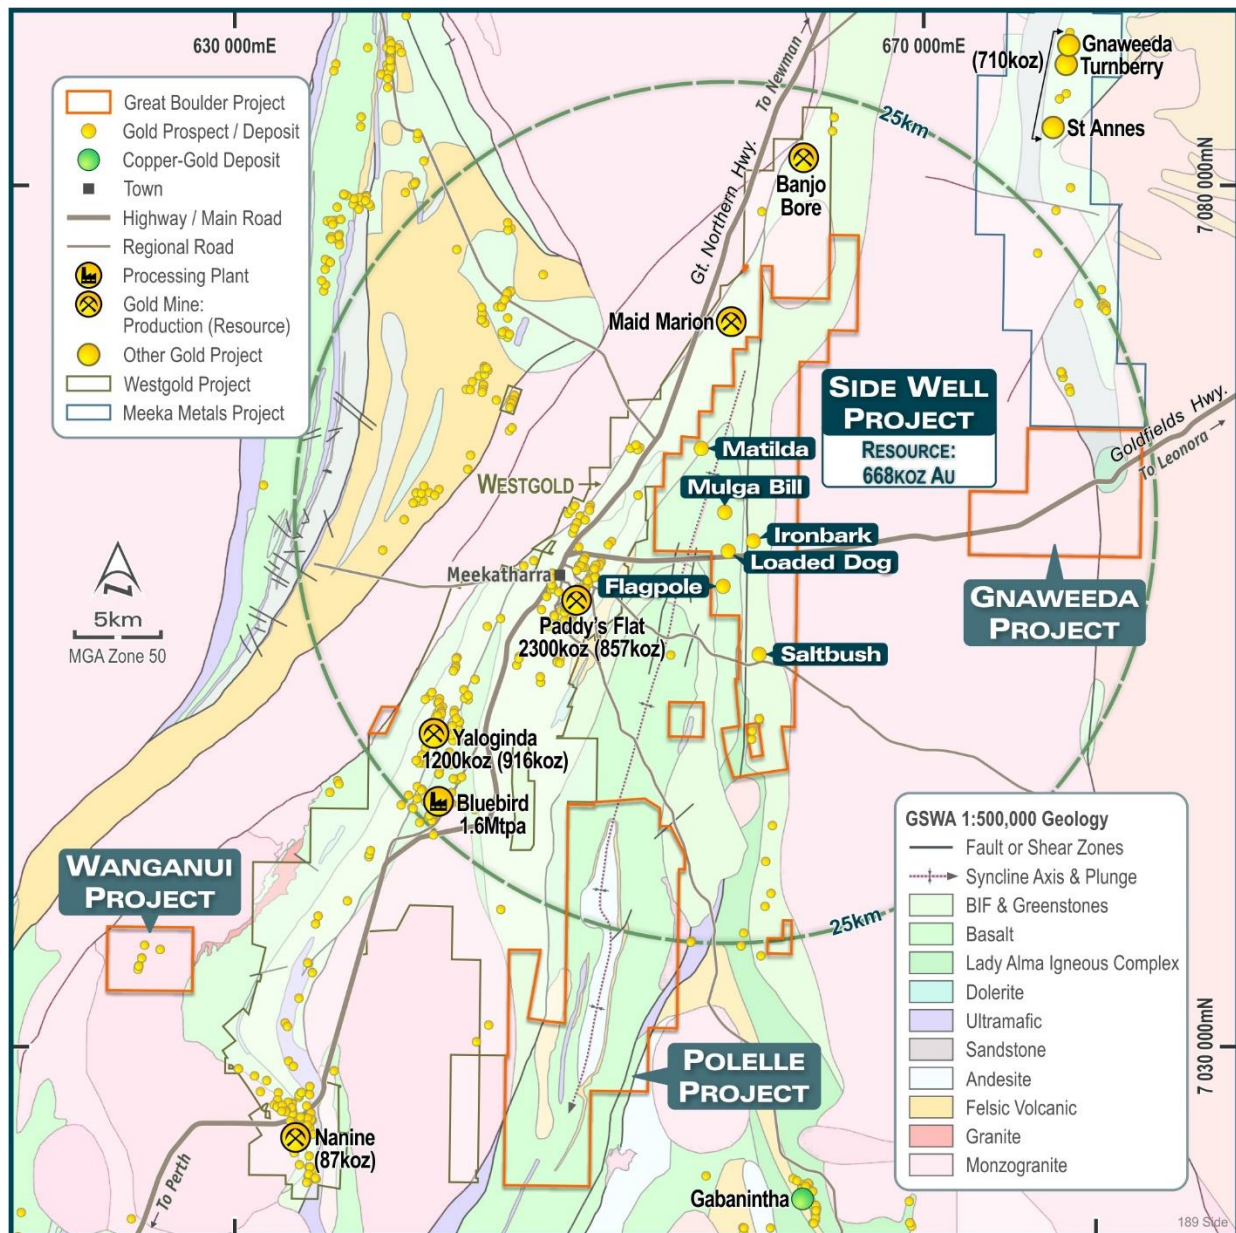 630 000mE
670 000mE
To Newman
(710koz)
Gnaweeda
Turnberry
St Annes
25km
Great Boulder Project
Gold Prospect / Deposit
Copper-Gold Deposit
Town
Highway / Main Road
Regional Road
Processing Plant
Gold Mine:
Production (Resource)
Other Gold Project
Westgold Project
Meeka Metals Project
Banjo
Bore
Gt. Northern Hwy.
7 080 000mN
Maid Marion
SIDE WELL
PROJECT
RESOURCE:
668KOZ AU
Goldfields Hwy.
To Leonora
Matilda
WESTGOLD
Mulga Bill
Ironbark
Loaded Dog
Meekatharra
Flagpole
5km
MGA Zone 50
GNAWEEDA
PROJECT
Paddy's Flat
2300koz (857koz)
Saltbush
Yaloginda
1200koz (916koz)
Bluebird
1.6Mtpa
WANGANUI
PROJECT
25km
GSWA 1:500,000 Geology
Fault or Shear Zones
Syncline Axis & Plunge
BIF & Greenstones
Basalt
Lady Alma Igneous Complex
Dolerite
Ultramafic
Sandstone
Andesite
Felsic Volcanic
Granite
Monzogranite
7 030 000mN
POLELLE
PROJECT
Nanine
(87koz)
To Perth
Gabanintha
189 Side